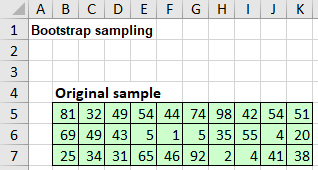 A B C D E F G H I J K
1 Bootstrap sampling
2
3
4 Original sample
5 81 32 49 54 44 74 98 42 54 51
6 69 49 43 5 1 5 35 55 4 20
7 25 34 31 65 46 92 2 4 41 38